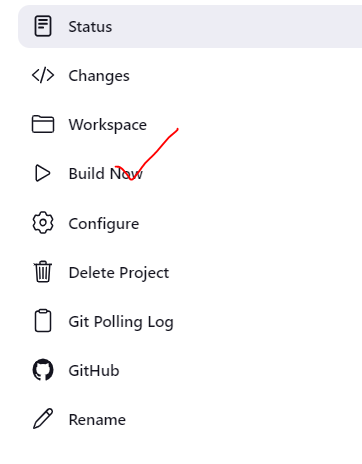 Status
Changes
Workspace
Build Now
Configure
Delete Project
Git Polling Log
GitHub
Rename